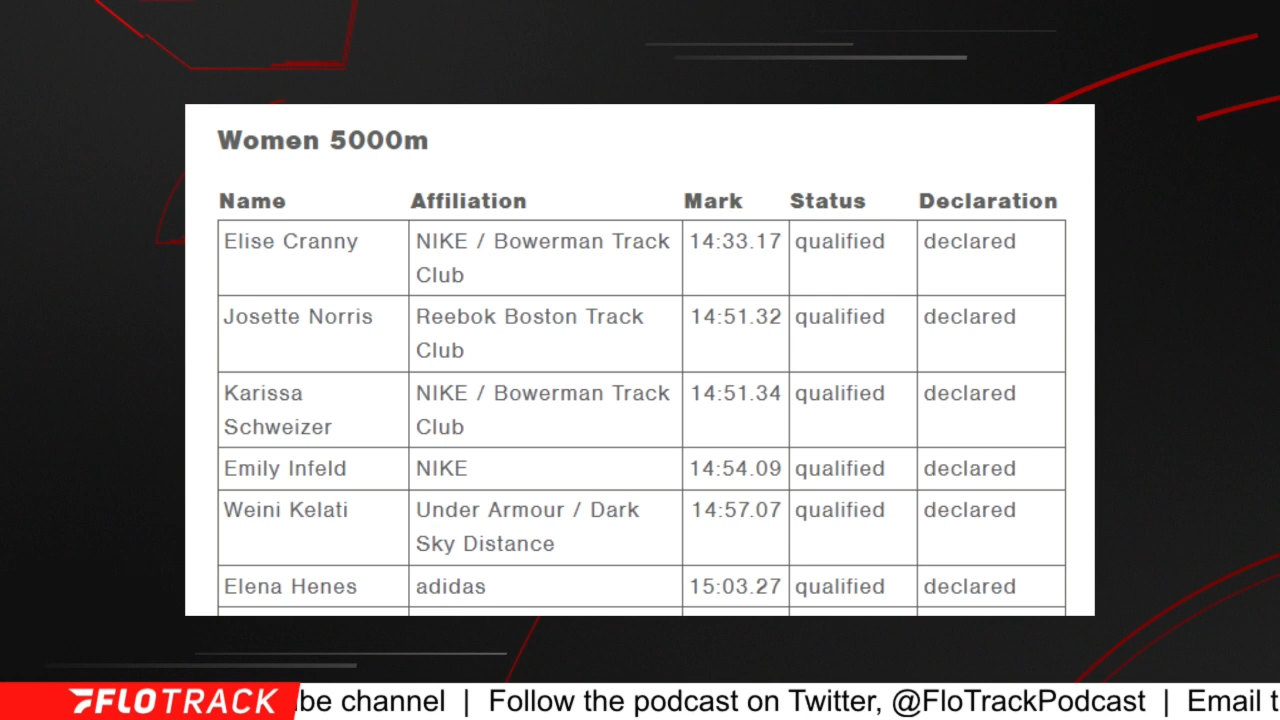 Women 5000m
Name Affiliation Mark Status Declaration
Elise Cranny NIKE / Bowerman Track 14:33.17 qualified declared
Club
Josette Norris Reebok Boston Track 14:51.32 qualified declared
Club
Karissa NIKE / Bowerman Track 14:51.34 qualified declared
Schweizer Club
Emily Infeld NIKE 14:54.09 qualified declared
Weini Kelati Under Armour / Dark 14:57.07 qualified declared
Sky Distance
Elena Henes adidas 15:03.27 qualified declared
FLOTRACK be channel | Follow the podcast on Twitter, @FloTrackPodcast | Email t